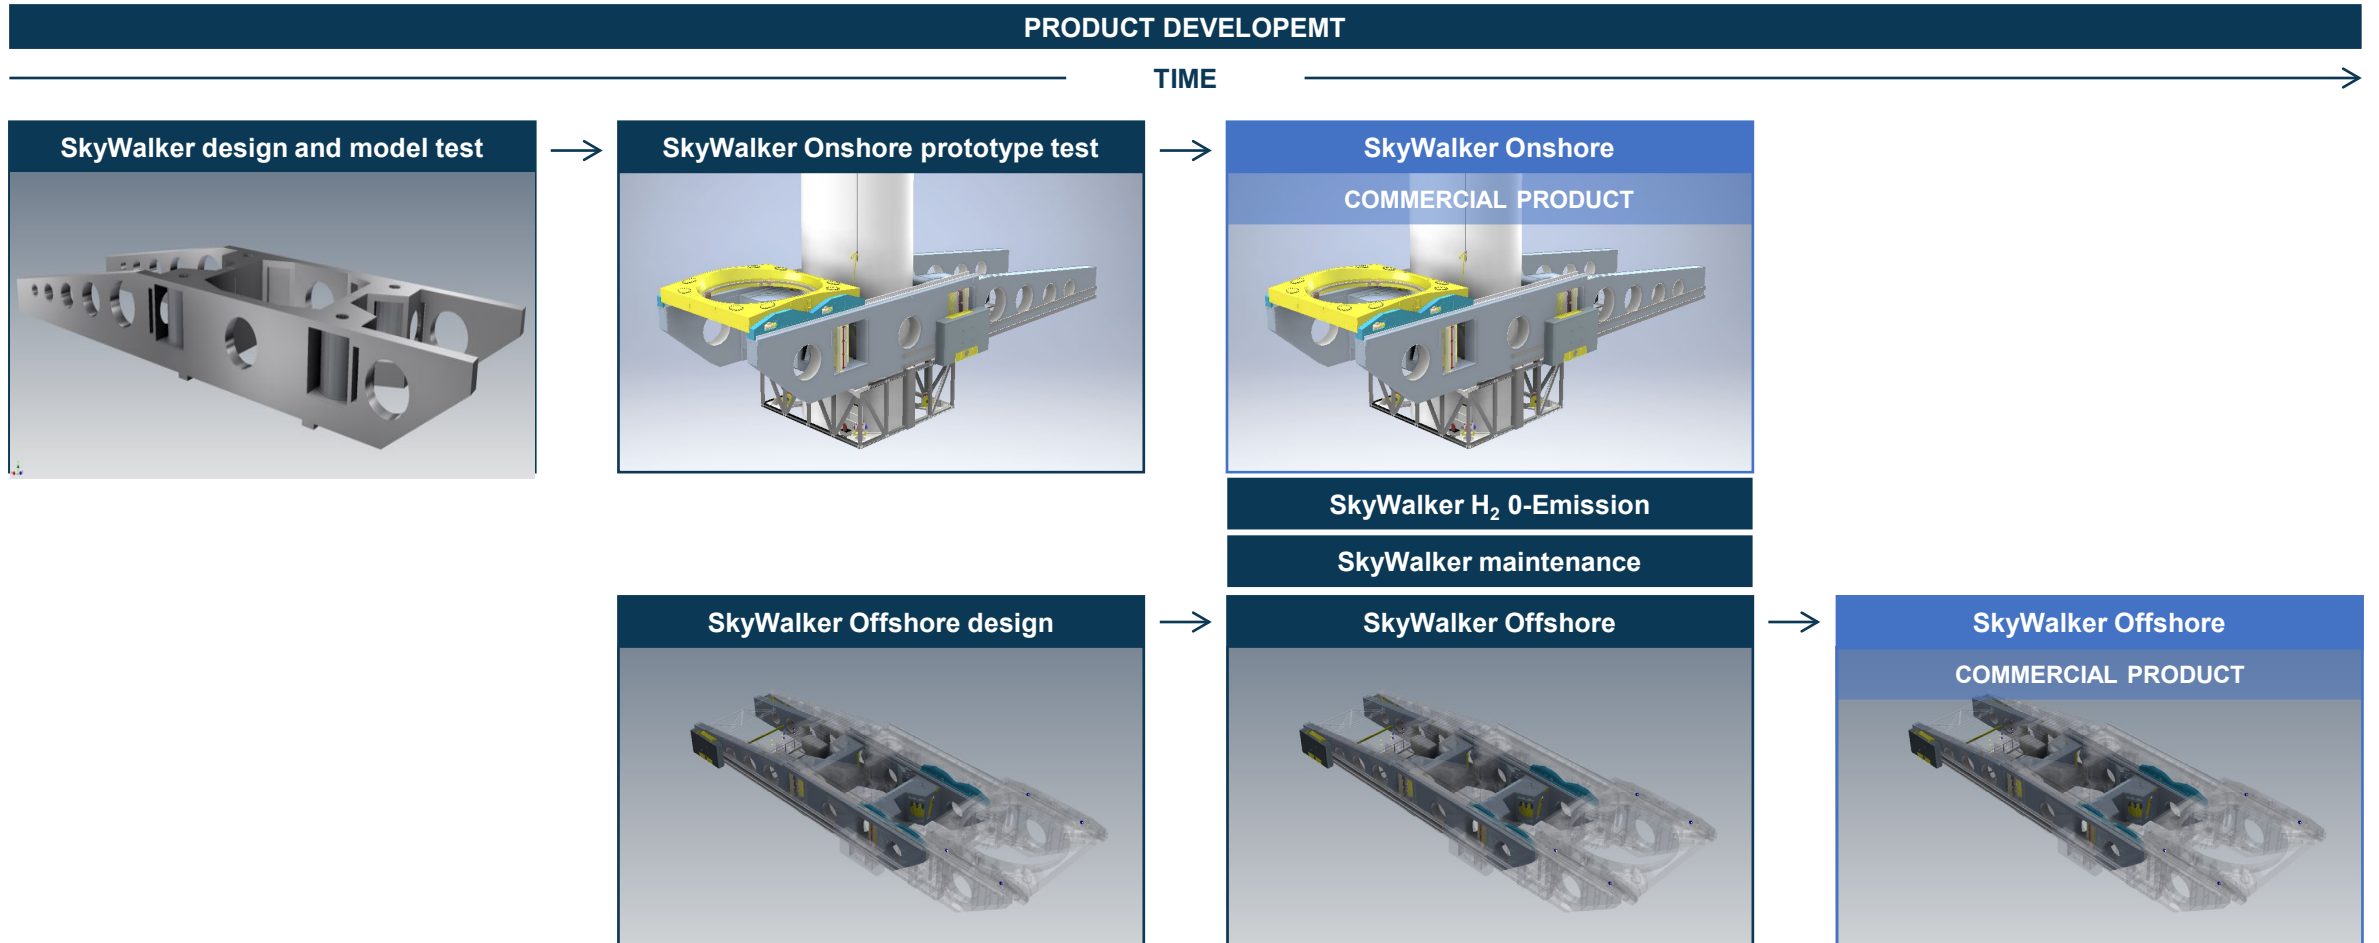 PRODUCT DEVELOPEMT
TIME
SkyWalker design and model test
SkyWalker Onshore prototype test
SkyWalker Onshore
COMMERCIAL PRODUCT
SkyWalker H₂ 0-Emission
SkyWalker maintenance
SkyWalker Offshore design
SkyWalker Offshore
SkyWalker Offshore
COMMERCIAL PRODUCT